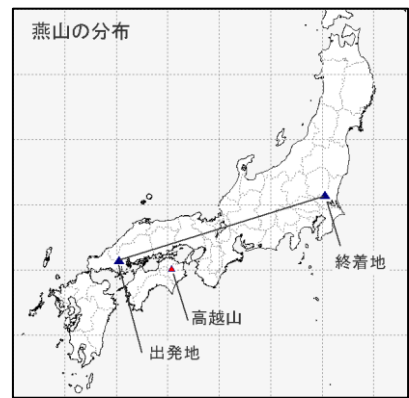 燕山の分布
終着地
高越山
出発地